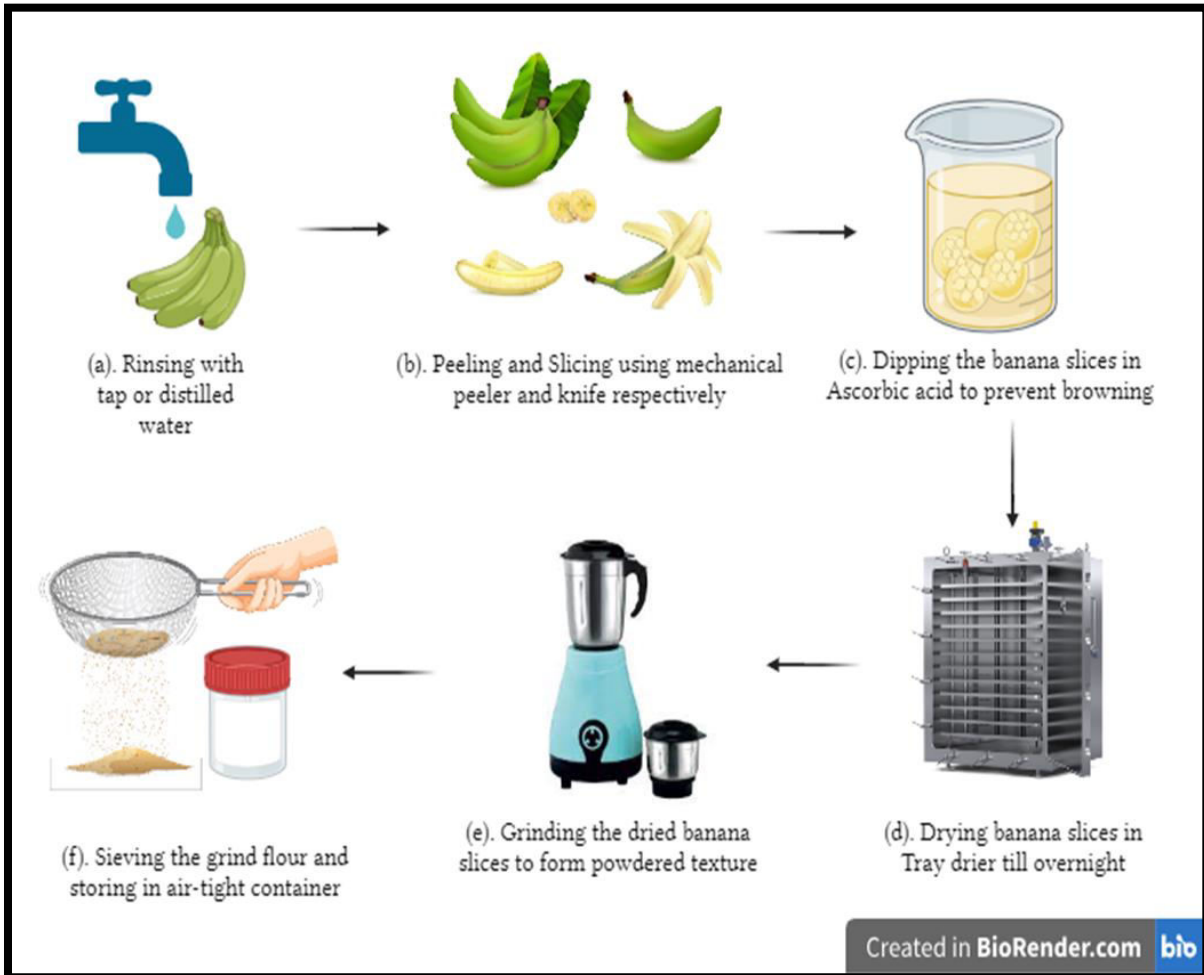 (a). Rinsing with
tap or distilled
water
(b). Peeling and Slicing using mechanical
peeler and knife respectively
(c). Dipping the banana slices in
Ascorbic acid to prevent browning
(f). Sieving the grind flour and
storing in air-tight container
(e). Grinding the dried banana
slices to form powdered texture
(d). Drying banana slices in
Tray drier till overnight
Created in BioRender.com bio